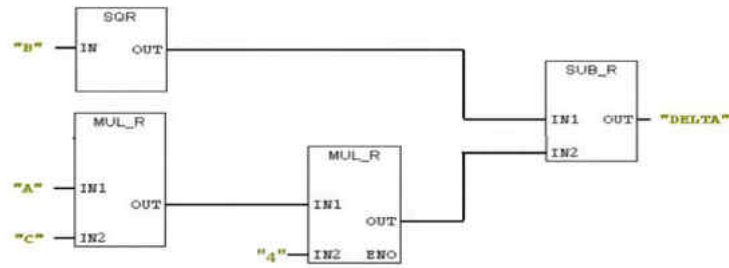 SQR
"B" IN OUT
SUB_R
MUL_R
IN1 OUT "DELTA"
MUL_R
IN2
"A" IN1
OUT
IN1
OUT
"C" IN2
"4" IN2 ENO